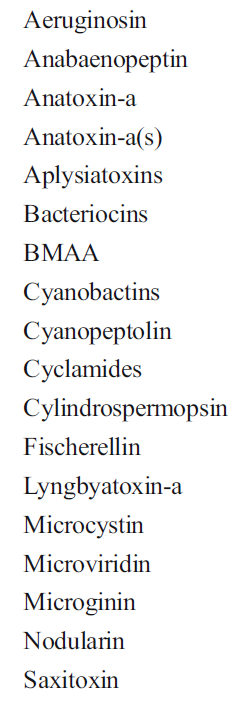 Aeruginosin
Anabaenopeptin
Anatoxin-a
Anatoxin-a(s)
Aplysiatoxins
Bacteriocins
BMAA
Cyanobactins
Cyanopeptolin
Cyclamides
Cylindrospermopsin
Fischerellin
Lyngbyatoxin-a
Microcystin
Microviridin
Microginin
Nodularin
Saxitoxin